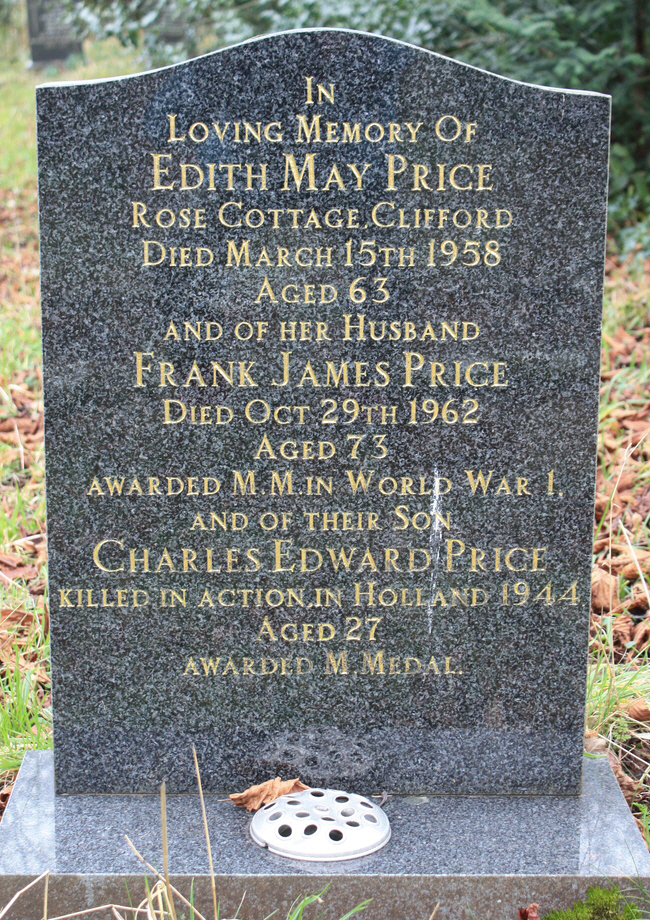 In
Loving Memory Of
Edith May Price
Rose Cottage, Clifford
Died March 15th 1958
Aged 63
and of her Husband
Frank James Price
Died Oct 29th 1962
Aged 73
awarded M.M. in World War 1,
and of their Son
Charles Edward Price
killed in action, in Holland 1944
Aged 27
awarded M. Medal.